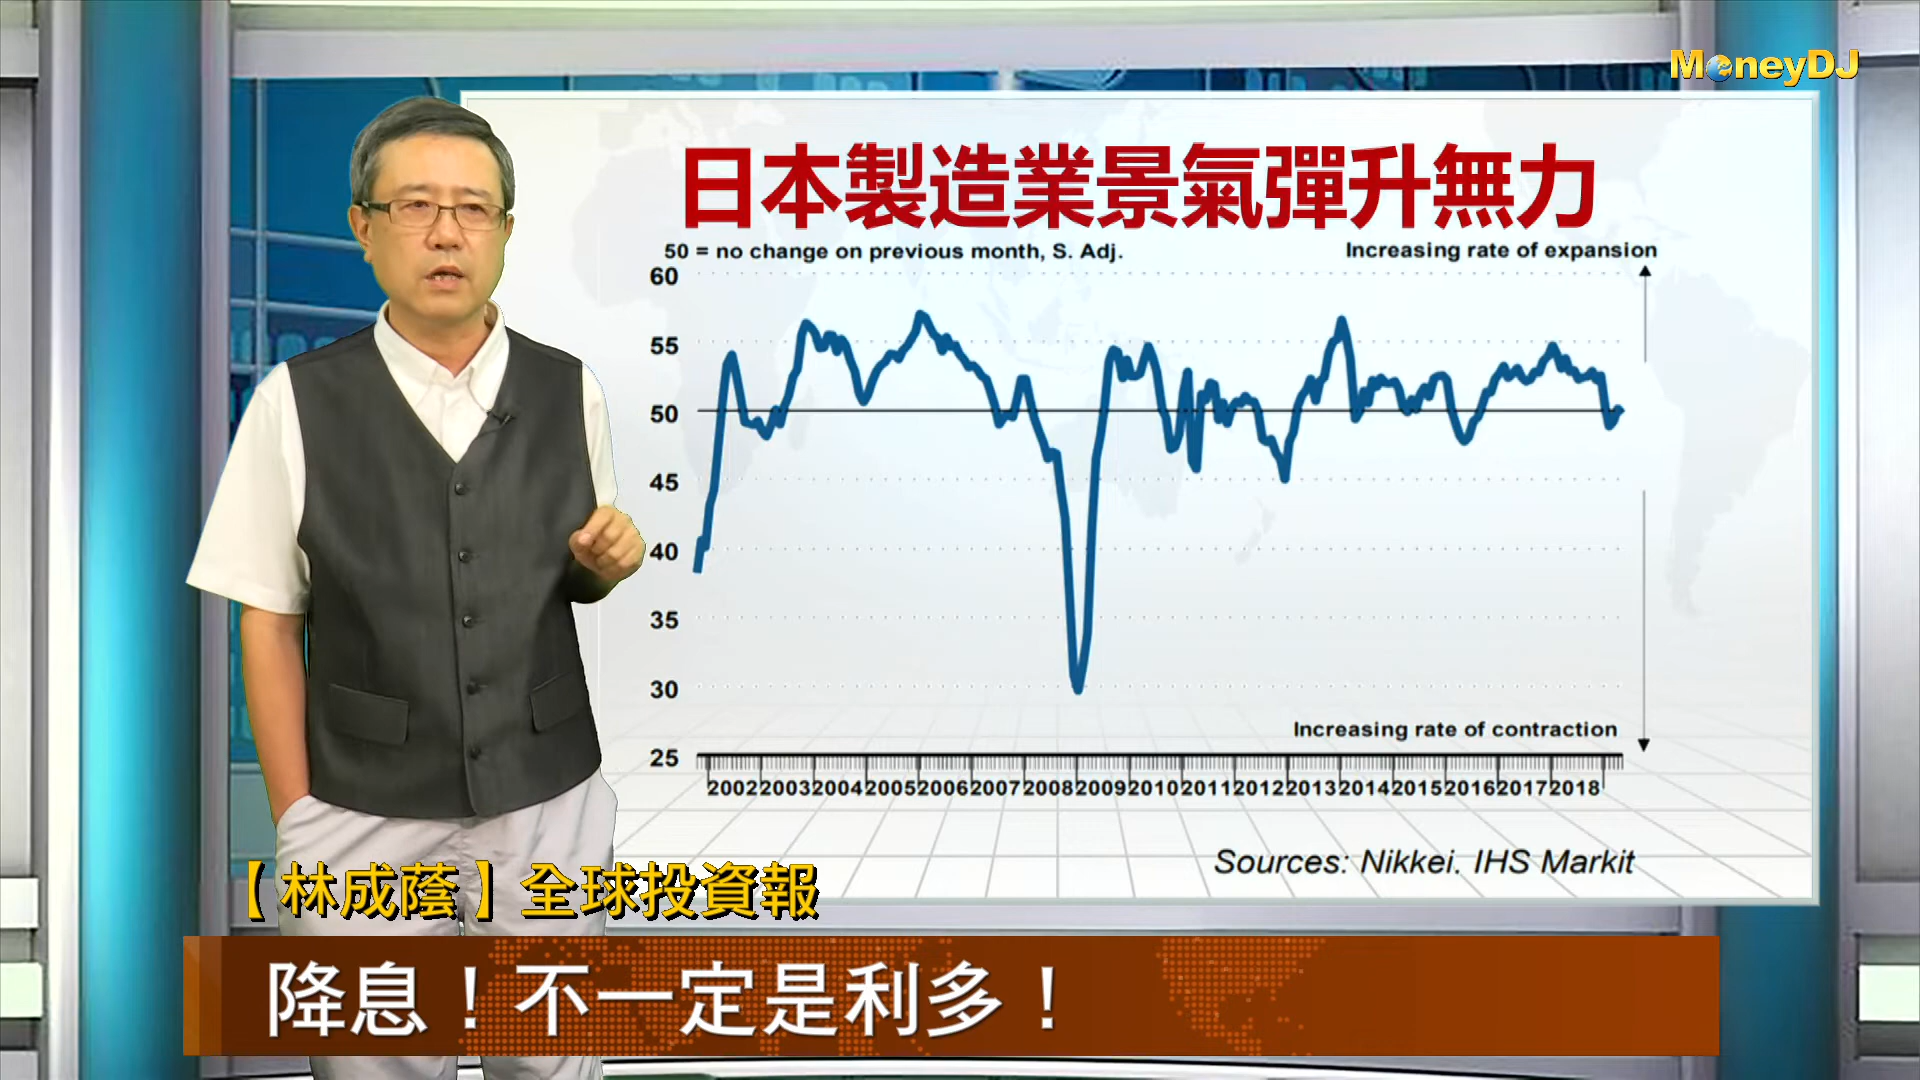 MoneyDJ
日本製造業景氣彈升無力
50 = no change on previous month, S. Adj.
Increasing rate of expansion
60
55
50
45
40
35
30
25
Increasing rate of contraction
2002 2003 2004 2005 2006 2007 2008 2009 2010 2011 2012 2013 2014 2015 2016 2017 2018
Sources: Nikkei. IHS Markit
【林成蔭】全球投資報
降息！不一定是利多！